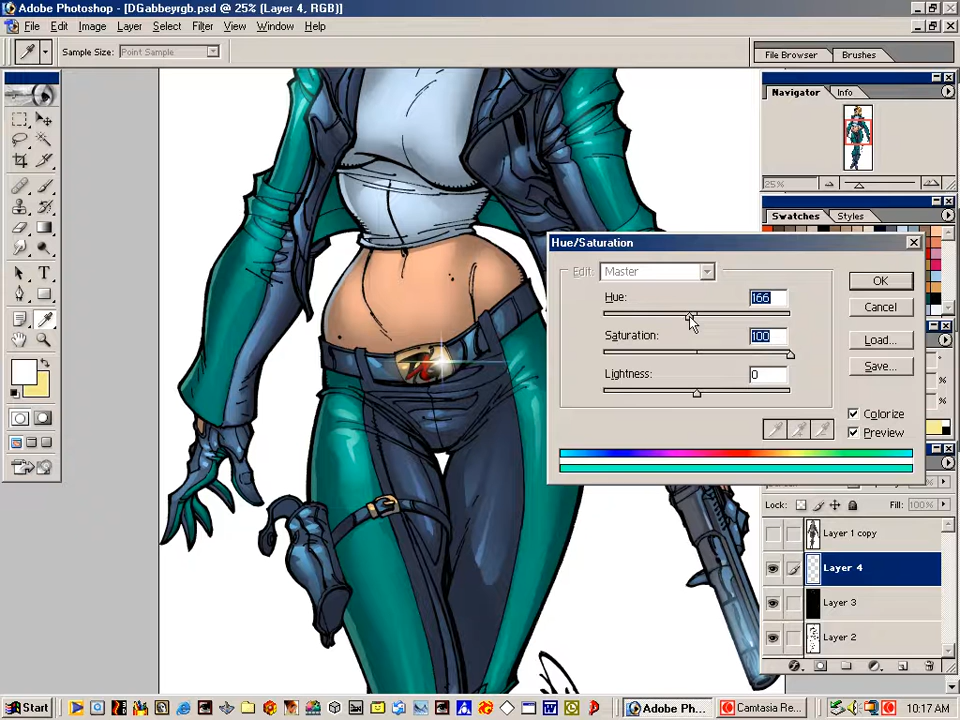 Adobe Photoshop - [DGabbeyrgb.psd @ 25% (Layer 4, RGB)]
File Edit Image Layer Select Filter View Window Help
Sample Size: Point Sample
File Browser Brushes
Navigator Info
25%
Swatches Styles
Hue/Saturation
Edit: Master
Hue: 166
Saturation: 100
Lightness: 0
OK
Cancel
Load...
Save...
Colorize
Preview
%
%
%
Lock: Fill: 100%
Layer 1 copy
Layer 4
Layer 3
Layer 2
Start
Adobe Phot...
Camtasia Re...
10:17 AM